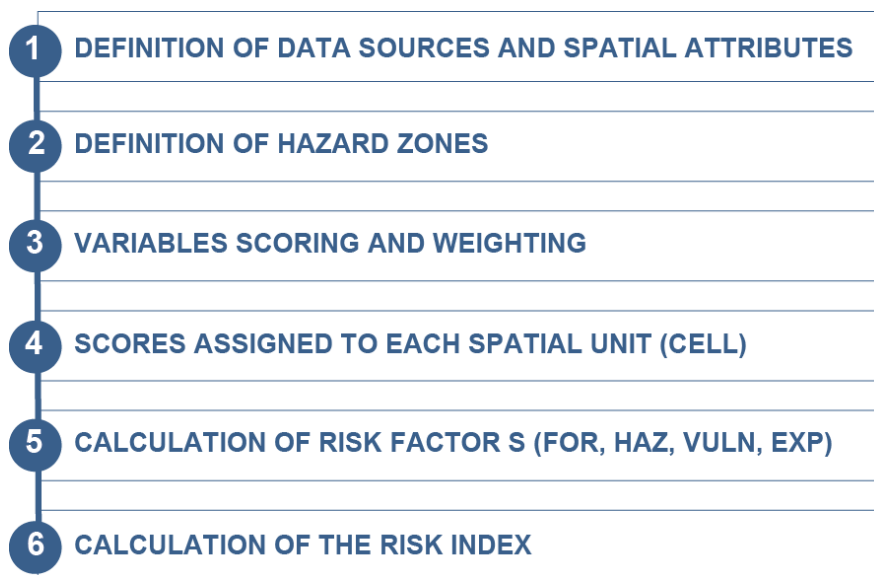 1 DEFINITION OF DATA SOURCES AND SPATIAL ATTRIBUTES
2 DEFINITION OF HAZARD ZONES
3 VARIABLES SCORING AND WEIGHTING
4 SCORES ASSIGNED TO EACH SPATIAL UNIT (CELL)
5 CALCULATION OF RISK FACTOR S (FOR, HAZ, VULN, EXP)
6 CALCULATION OF THE RISK INDEX